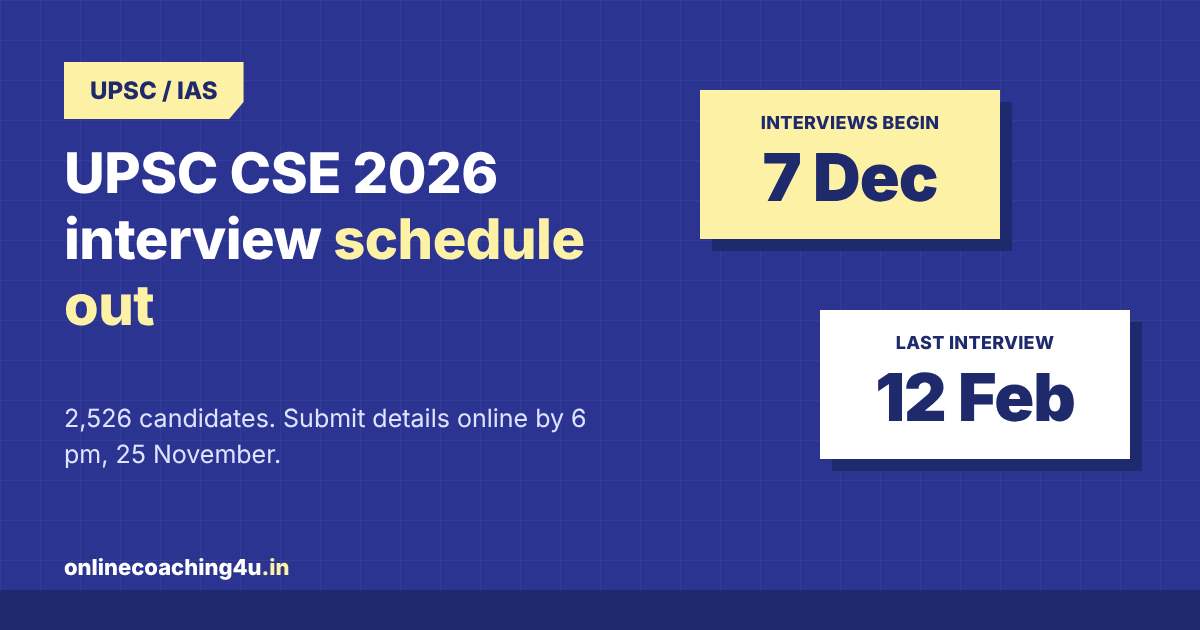 UPSC / IAS
UPSC CSE 2026
interview schedule
out
2,526 candidates. Submit details online by 6
pm, 25 November.
onlinecoaching4u.in
INTERVIEWS BEGIN
7 Dec
LAST INTERVIEW
12 Feb